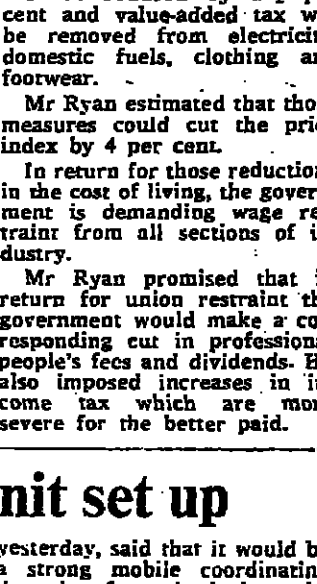 cent and value-added tax w
be removed from electricit
domestic fuels, clothing an
footwear.
Mr Ryan estimated that tho
measures could cut the pri
index by 4 per cent.
In return for those reduction
in the cost of living, the gover
ment is demanding wage re
traint from all sections of i
dustry.
Mr Ryan promised that i
return for union restraint th
government would make a co
responding cut in professiona
people's fees and dividends. H
also imposed increases in i
come tax which are mor
severe for the better paid.
nit set up
yesterday, said that it would b
a strong mobile coordinatin